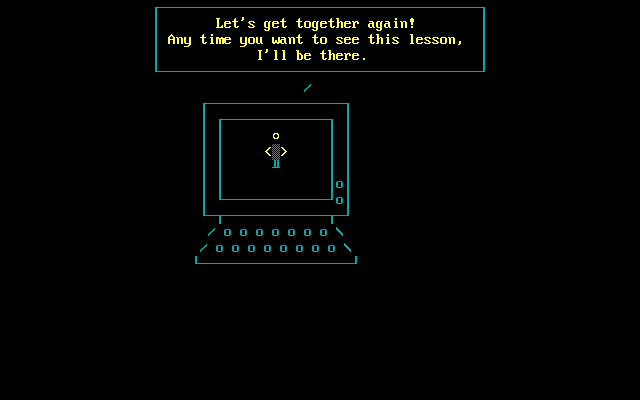 Let's get together again!
Any time you want to see this lesson,
I'll be there.